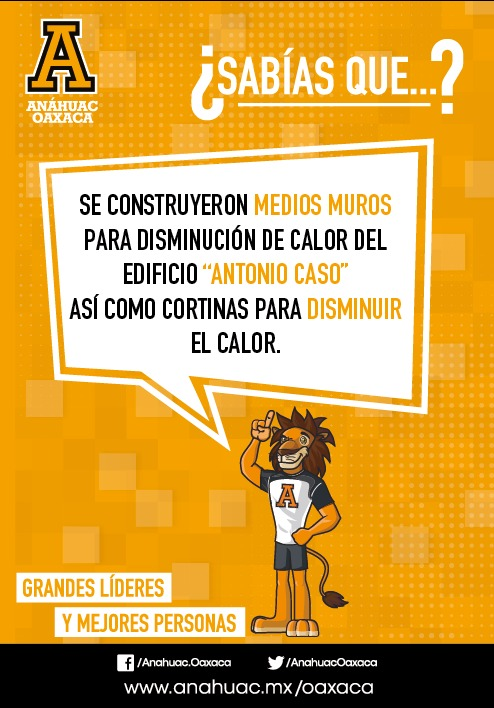 A
ANÁHUAC
OAXACA
¿SABÍAS QUE...?
SE CONSTRUYERON MEDIOS MUROS
PARA DISMINUCIÓN DE CALOR DEL
EDIFICIO “ANTONIO CASO”
ASÍ COMO CORTINAS PARA DISMINUIR
EL CALOR.
A
GRANDES LÍDERES
Y MEJORES PERSONAS
/Anahuac.Oaxaca
/AnahuacOaxaca
www.anahuac.mx/oaxaca